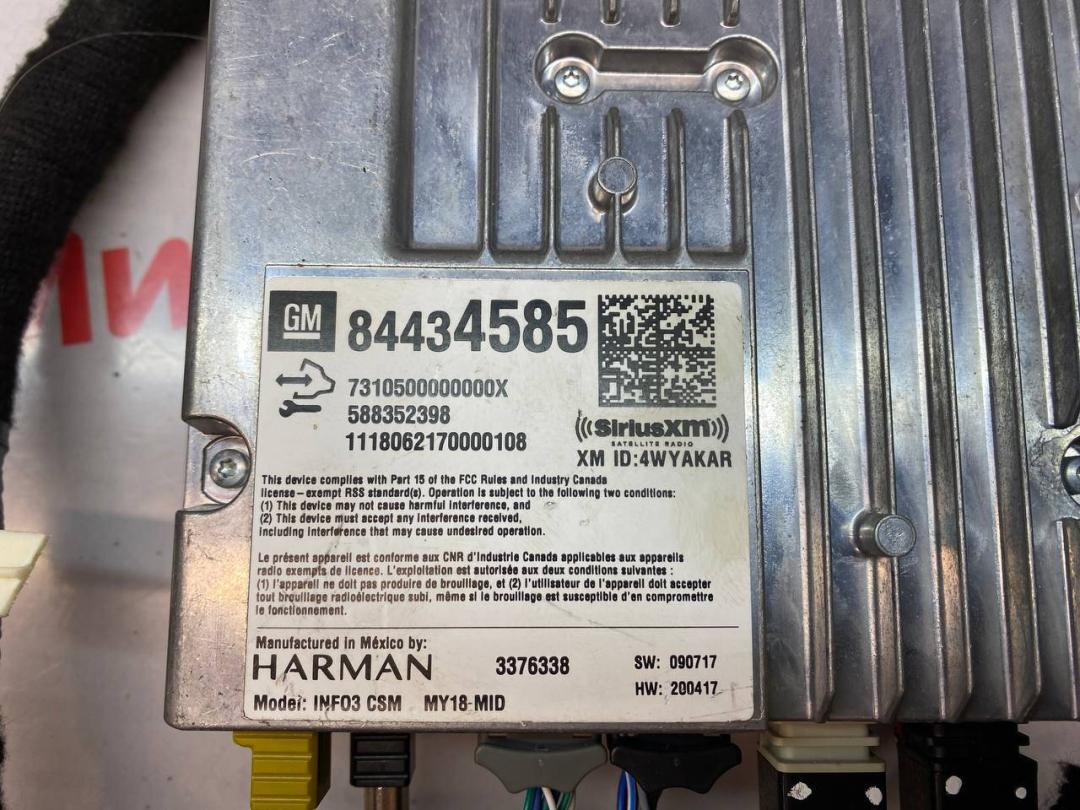 GM
84434585
7310500000000X
588352398
1118062170000108
SiriusXM
SATELLITE RADIO
XM ID:4WYAKAR
This device complies with Part 15 of the FCC Rules and Industry Canada
license-exempt RSS standard(s). Operation is subject to the following two conditions:
(1) This device may not cause harmful interference, and
(2) This device must accept any interference received,
including interference that may cause undesired operation.
Le présent appareil est conforme aux CNR d'Industrie Canada applicables aux appareils
radio exempts de licence. L'exploitation est autorisée aux deux conditions suivantes :
(1) l'appareil ne doit pas produire de brouillage, et (2) l'utilisateur de l'appareil doit accepter
tout brouillage radioélectrique subi, même si le brouillage est susceptible d'en compromettre
le fonctionnement.
Manufactured in México by:
HARMAN
3376338
SW: 090717
HW: 200417
Model: INFO3 CSM MY18-MID